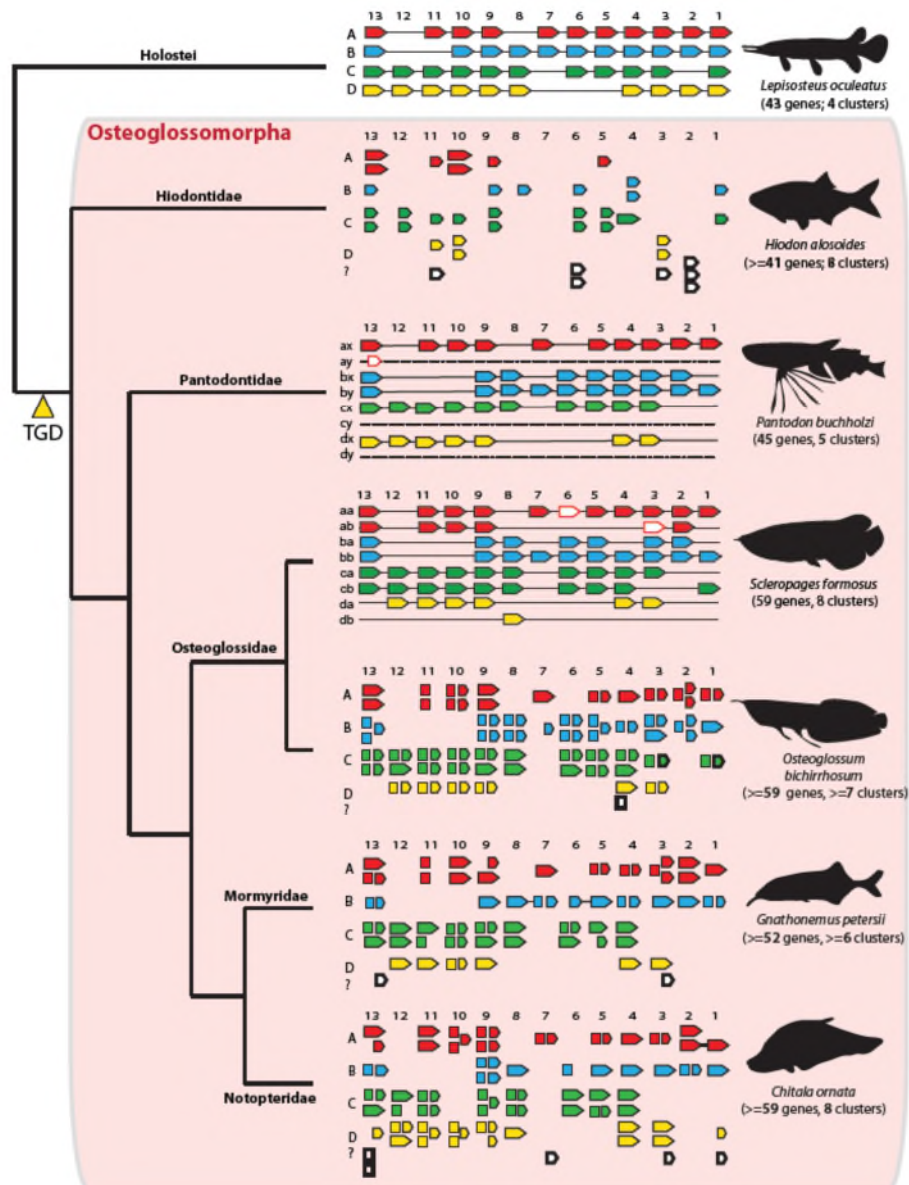 13 12 11 10 9 8 7 6 5 4 3 2 1
A
Holostei
B
C
D
Lepisosteus oculeatus
(43 genes; 4 clusters)
Osteoglossomorpha
13 12 11 10 9 8 7 6 5 4 3 2 1
A
Hiodontidae
B
C
D
?
Hiodon alosoides
(>=41 genes; 8 clusters)
13 12 11 10 9 8 7 6 5 4 3 2 1
ax
ay
Pantodontidae
bx
by
cx
cy
dx
dy
Pantodon buchholzi
(45 genes, 5 clusters)
TGD
13 12 11 10 9 8 7 6 5 4 3 2 1
aa
ab
ba
bb
ca
cb
da
db
Scleropages formosus
(59 genes, 8 clusters)
Osteoglossidae
13 12 11 10 9 8 7 6 5 4 3 2 1
A
B
C
D
?
Osteoglossum
bichirrhosum
(>=59 genes, >=7 clusters)
13 12 11 10 9 8 7 6 5 4 3 2 1
A
Mormyridae
B
C
D
?
Gnathonemus petersii
(>=52 genes, >=6 clusters)
13 12 11 10 9 8 7 6 5 4 3 2 1
A
B
Notopteridae
C
D
?
Chitala ornata
(>=59 genes, 8 clusters)